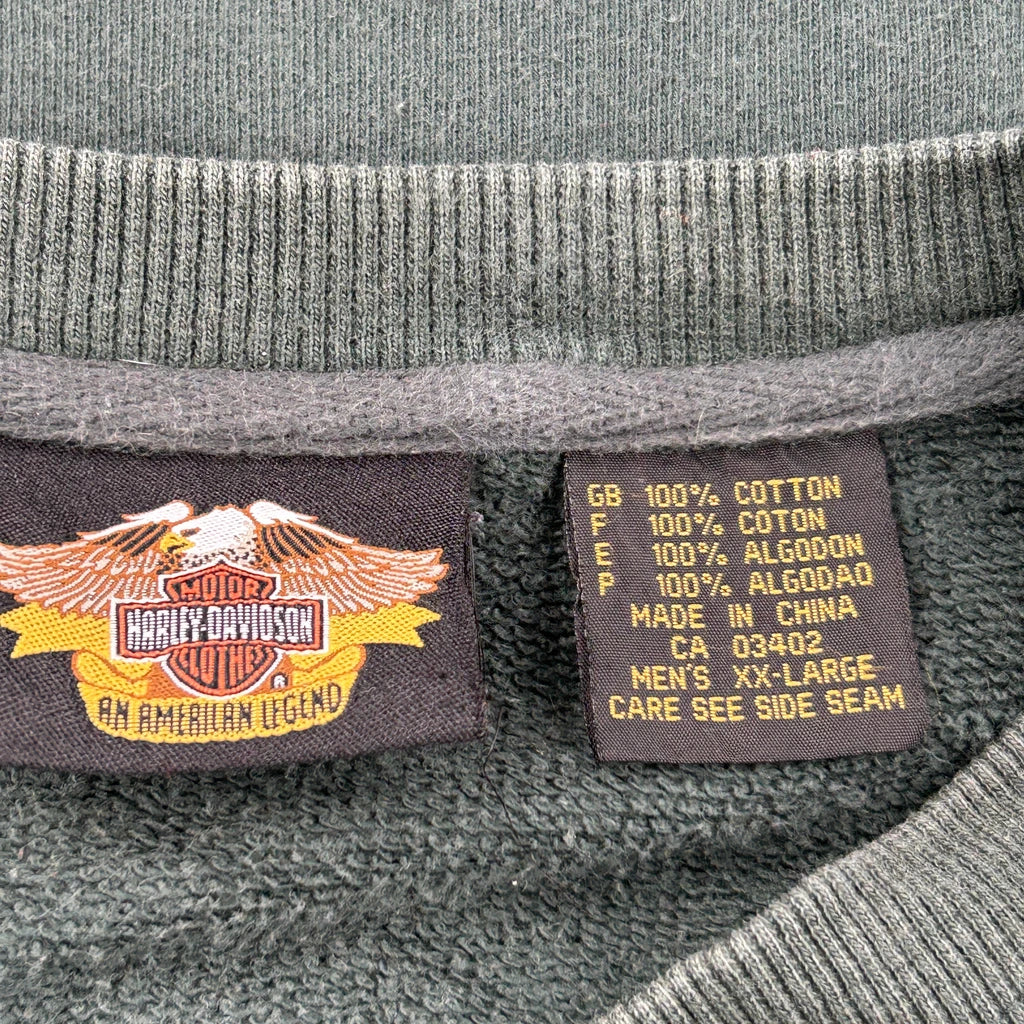 MOTOR
HARLEY-DAVIDSON
CLOTHES
®
AN AMERICAN LEGEND
GB 100% COTTON
F 100% COTON
E 100% ALGODON
P 100% ALGODAO
MADE IN CHINA
CA 03402
MEN'S XX-LARGE
CARE SEE SIDE SEAM